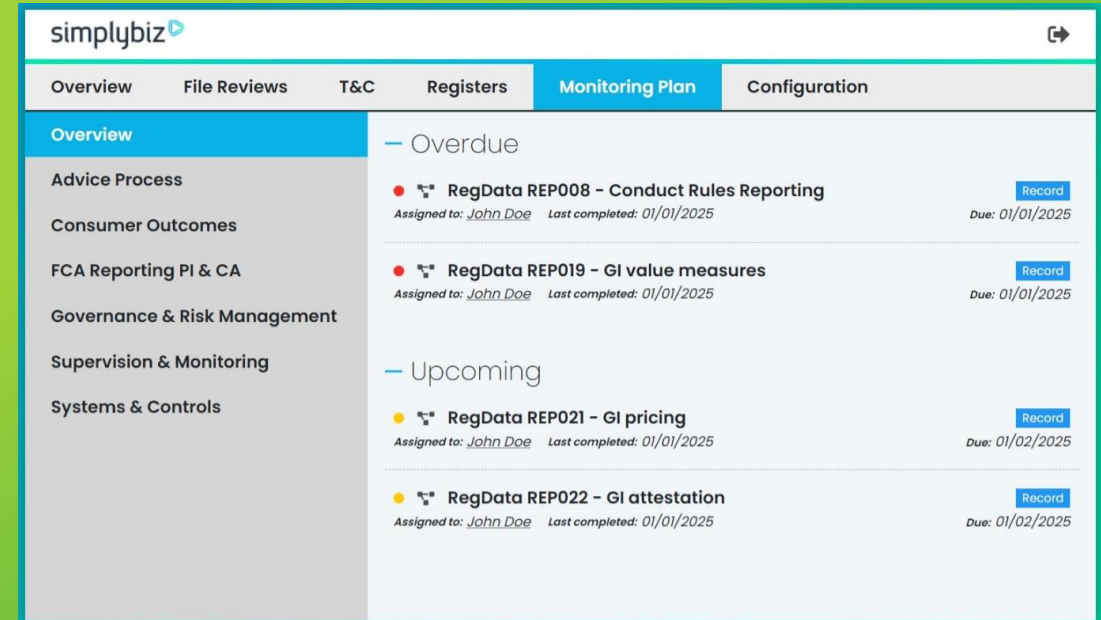 simplybiz
Overview File Reviews T&C Registers Monitoring Plan Configuration
Overview
Advice Process
Consumer Outcomes
FCA Reporting PI & CA
Governance & Risk Management
Supervision & Monitoring
Systems & Controls
Overdue
RegData REP008 - Conduct Rules Reporting Record
Assigned to: John Doe Last completed: 01/01/2025 Due: 01/01/2025
RegData REP019 - GI value measures Record
Assigned to: John Doe Last completed: 01/01/2025 Due: 01/01/2025
Upcoming
RegData REP021 - GI pricing Record
Assigned to: John Doe Last completed: 01/01/2025 Due: 01/02/2025
RegData REP022 - GI attestation Record
Assigned to: John Doe Last completed: 01/01/2025 Due: 01/02/2025